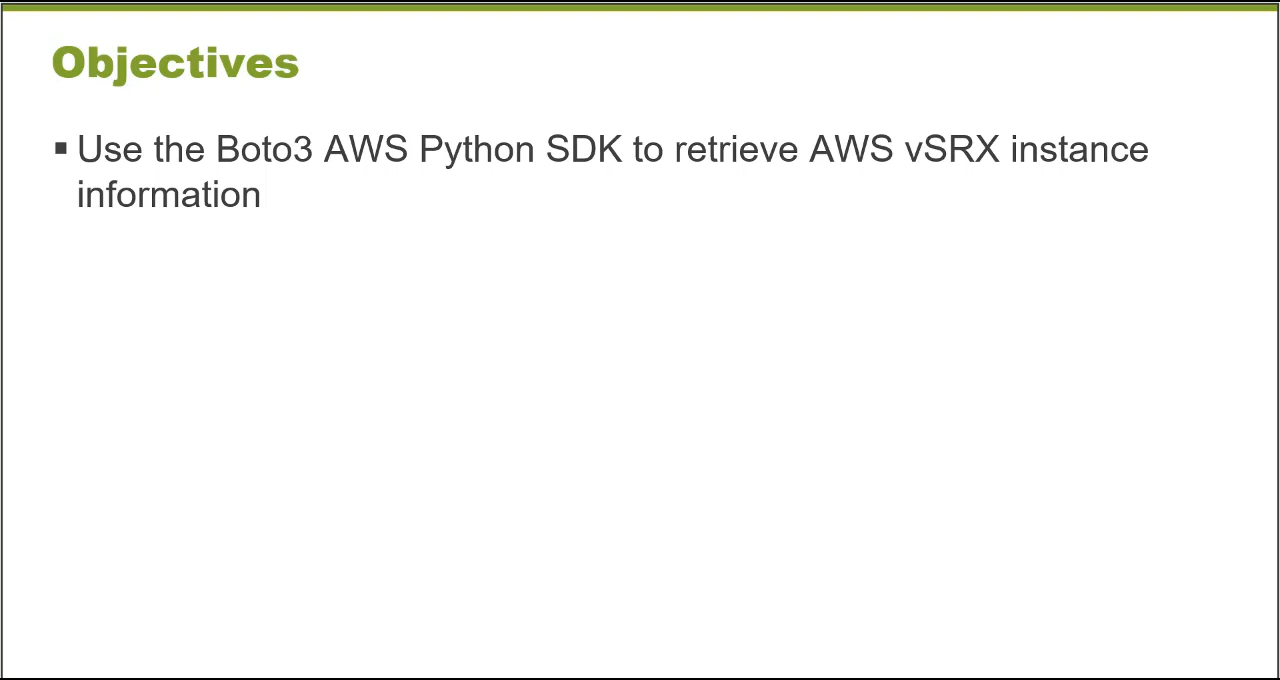 Objectives
▪ Use the Boto3 AWS Python SDK to retrieve AWS vSRX instance
information